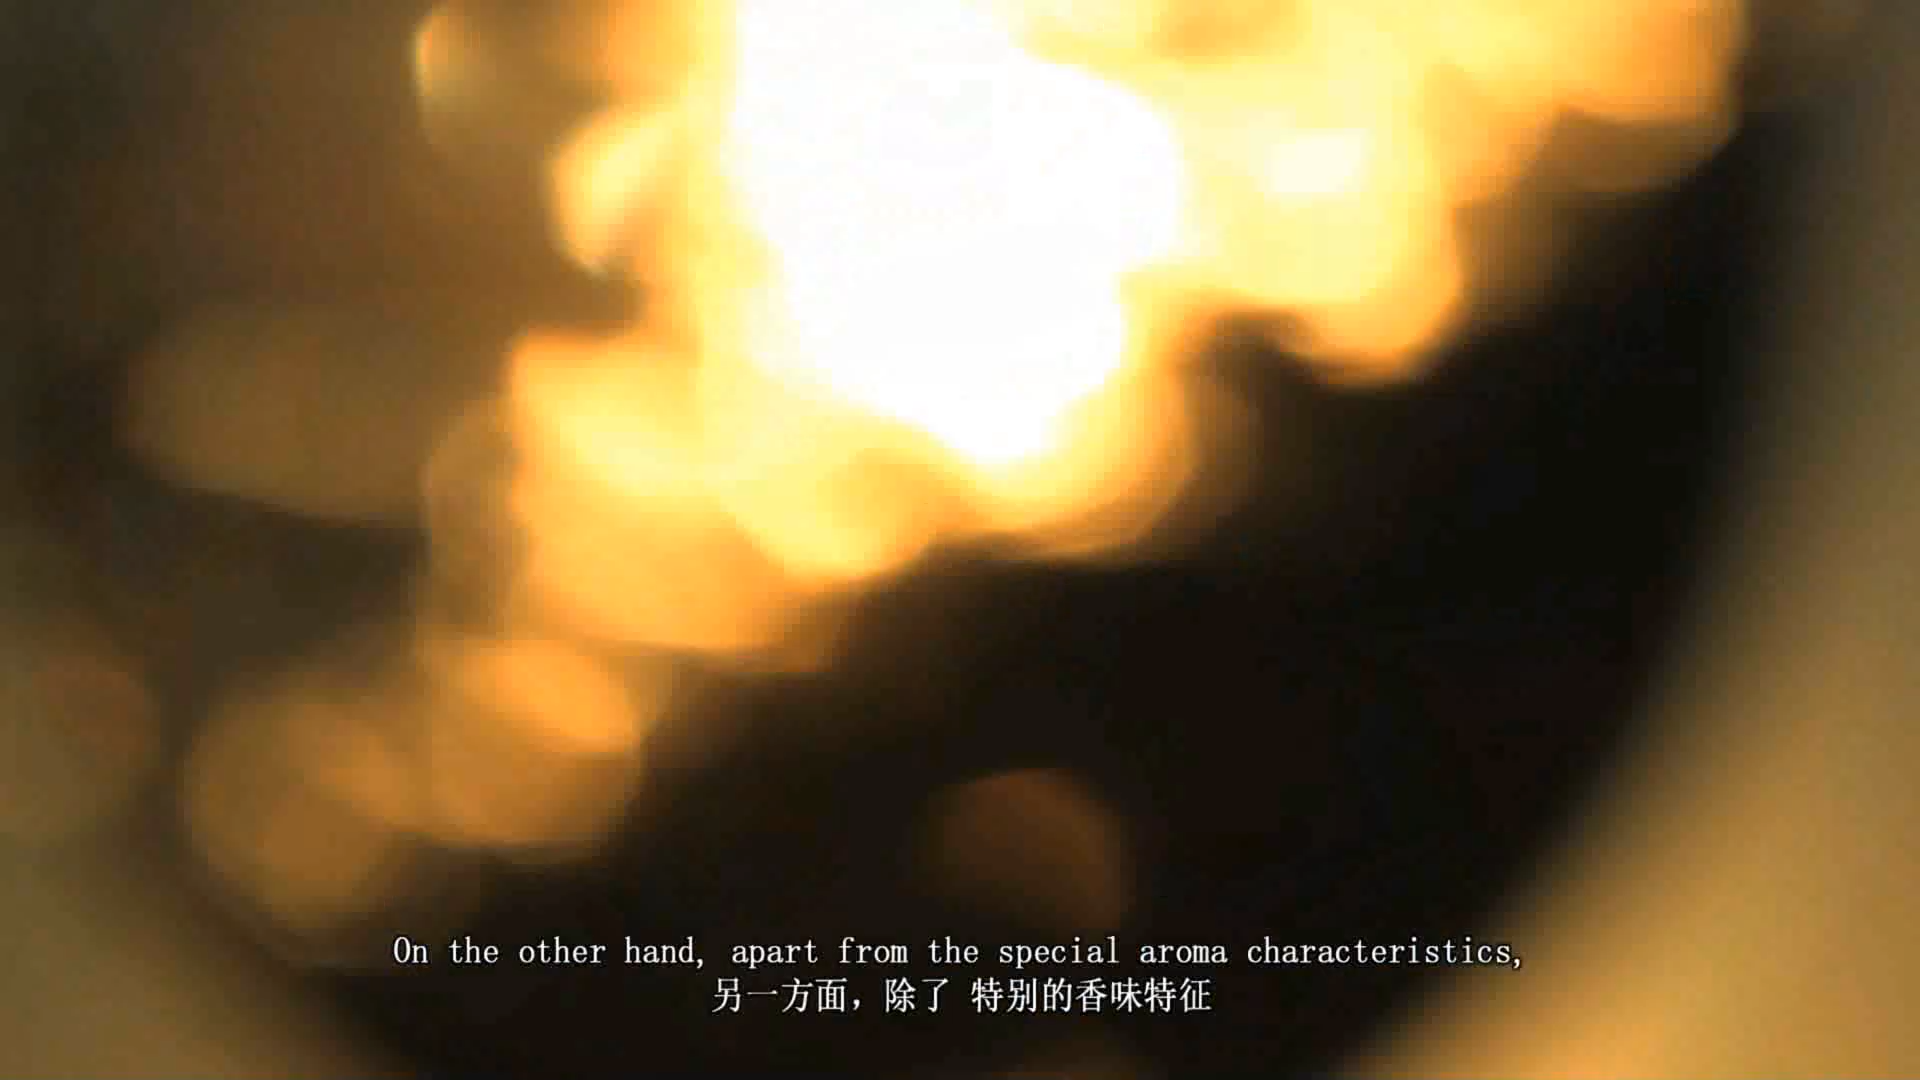 On the other hand, apart from the special aroma characteristics,
另一方面，除了 特别的香味特征